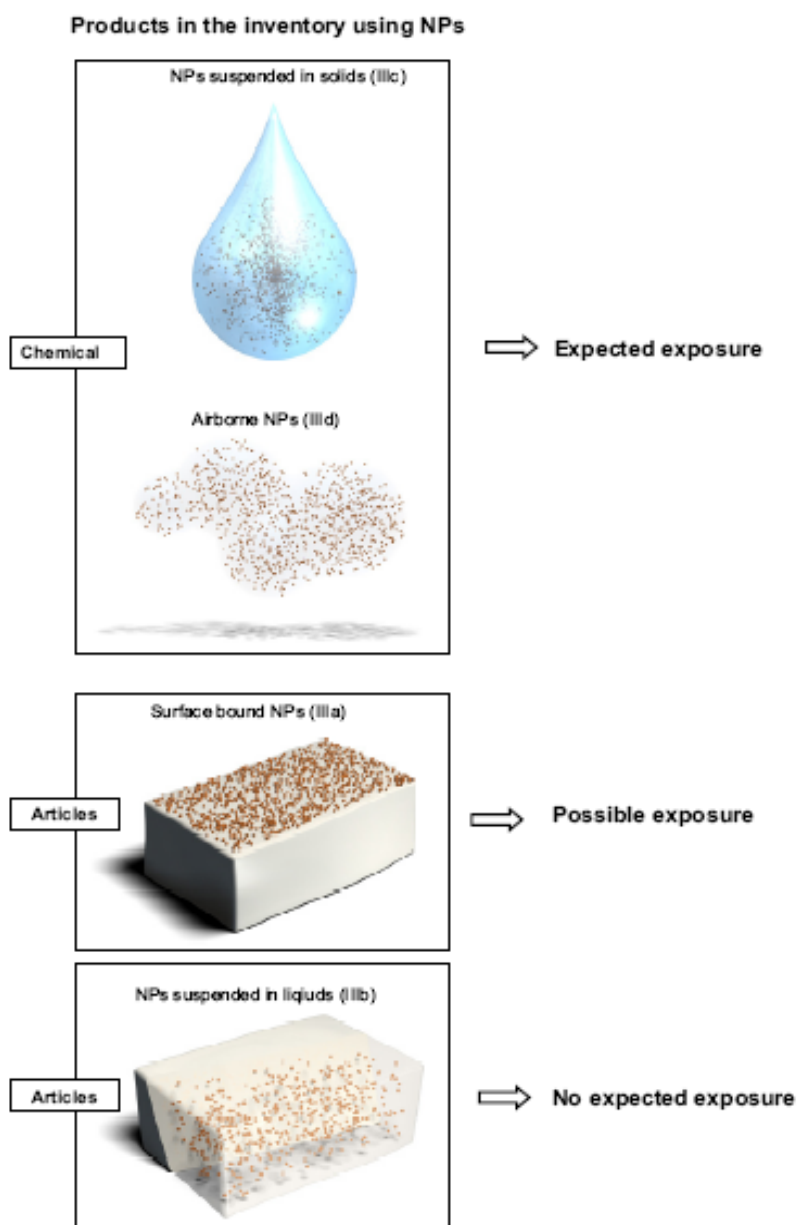 Products in the inventory using NPs
NPs suspended in solids (IIIc)
Chemical
Expected exposure
Airborne NPs (IIId)
Surface bound NPs (IIIa)
Articles
Possible exposure
NPs suspended in liqiuds (IIIb)
Articles
No expected exposure